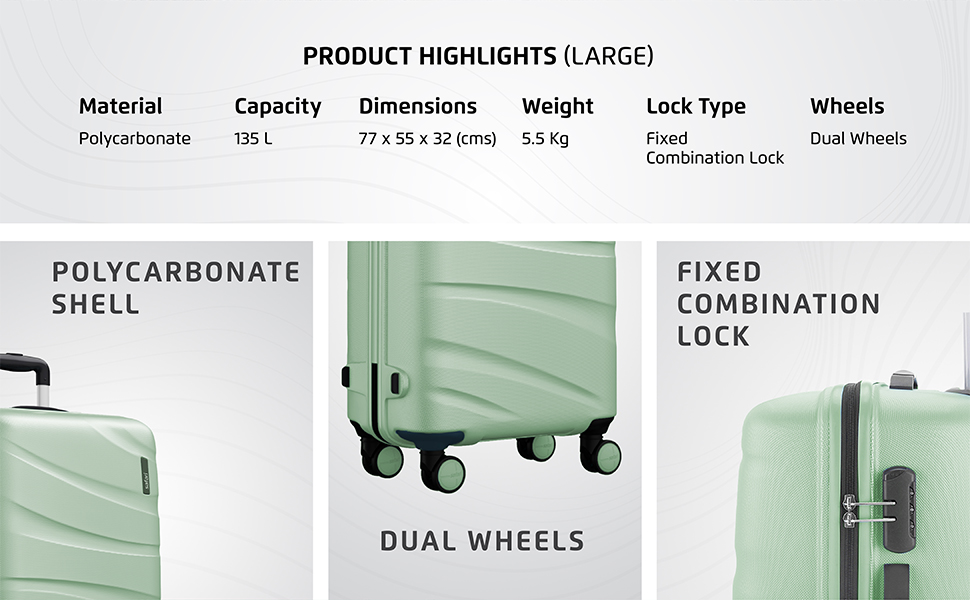 PRODUCT HIGHLIGHTS (LARGE)
Material
Polycarbonate
Capacity
135 L
Dimensions
77 x 55 x 32 (cms)
Weight
5.5 Kg
Lock Type
Fixed
Combination Lock
Wheels
Dual Wheels
POLYCARBONATE
SHELL
safari
DUAL WHEELS
FIXED
COMBINATION
LOCK